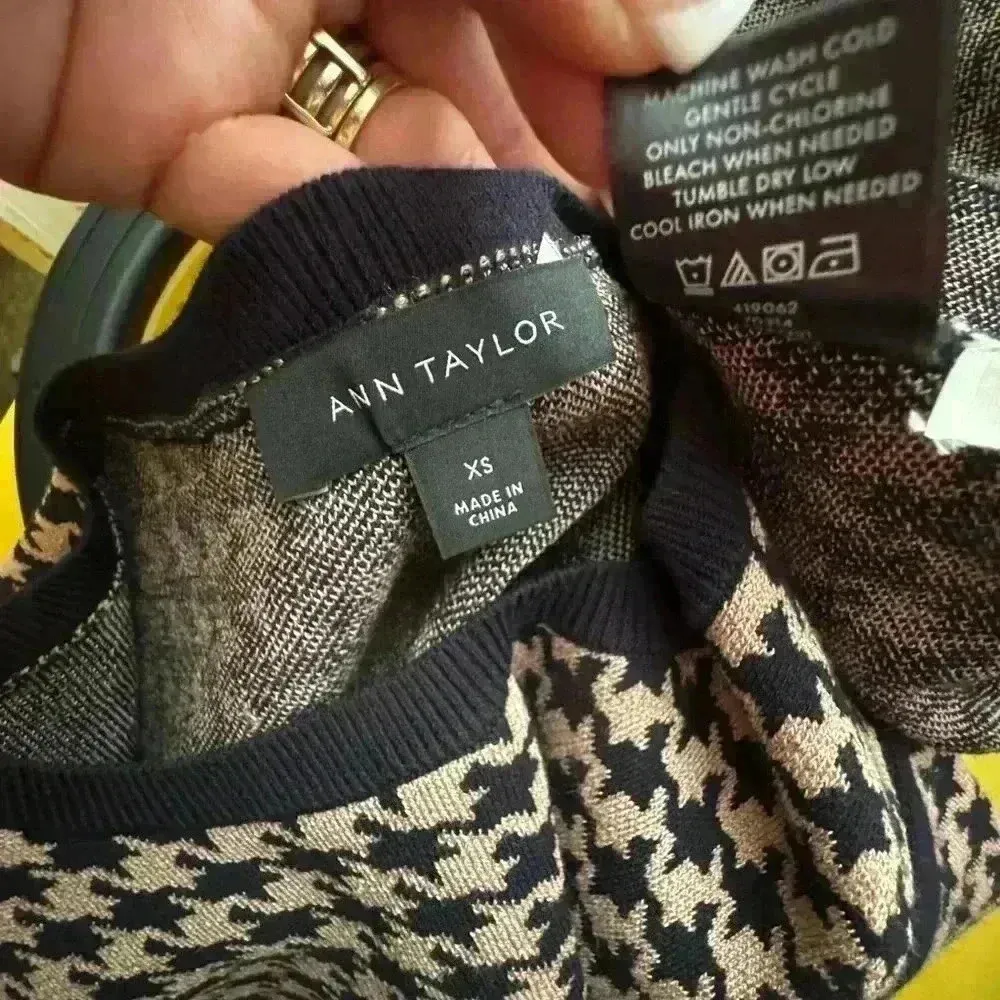 MACHINE WASH COLD
GENTLE CYCLE
ONLY NON-CHLORINE
BLEACH WHEN NEEDED
TUMBLE DRY LOW
COOL IRON WHEN NEEDED
419062
ANN TAYLOR
XS
MADE IN
CHINA